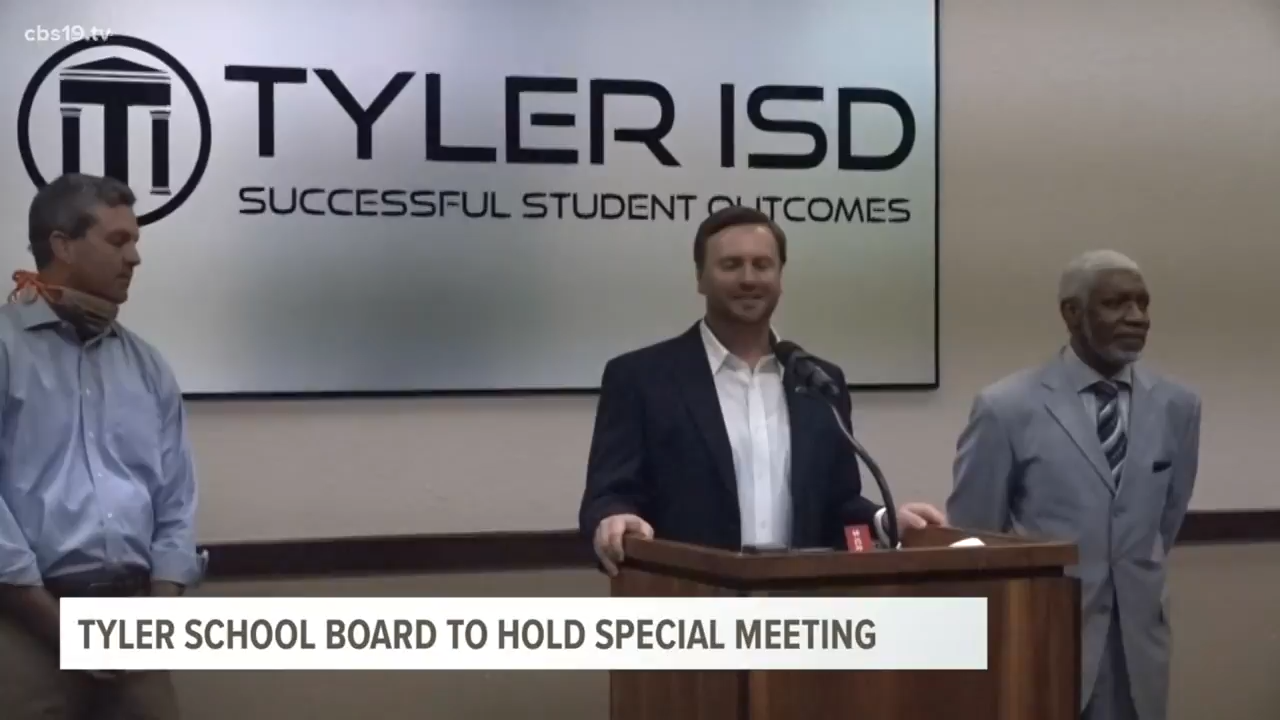 cbs19.tv
TYLER ISD
SUCCESSFUL STUDENT OUTCOMES
TYLER SCHOOL BOARD TO HOLD SPECIAL MEETING